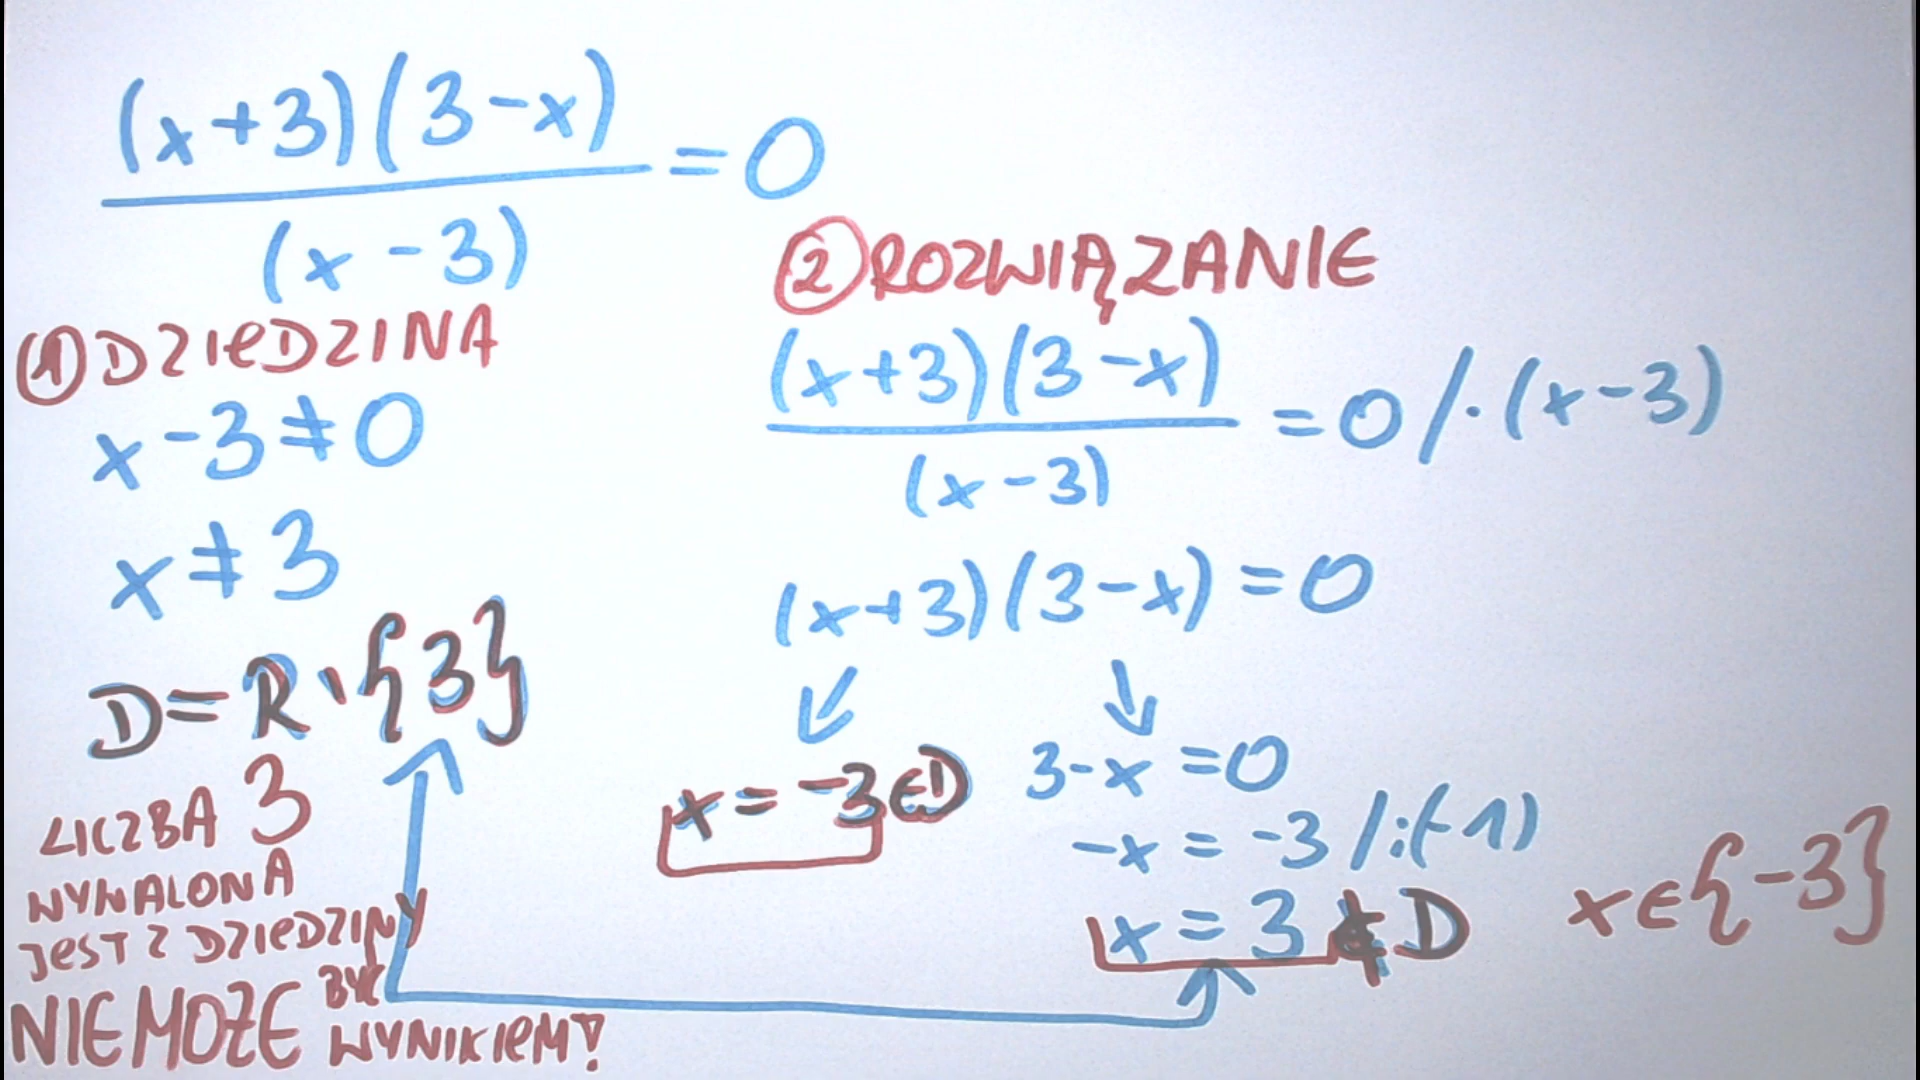 (x+3)(3-x)
――――― = 0
(x-3)
① DZIEDZINA
x-3≠0
x≠3
D=R\{3}
LICZBA 3
WYWALONA
JEST Z DZIEDZINY
NIE MOŻE BYĆ
WYNIKIEM!
② ROZWIĄZANIE
(x+3)(3-x)
――――― = 0 /·(x-3)
(x-3)
(x+3)(3-x)=0
↙ ↘
x=-3∈D
3-x=0
-x=-3/:(-1)
x=3∉D
x∈{-3}